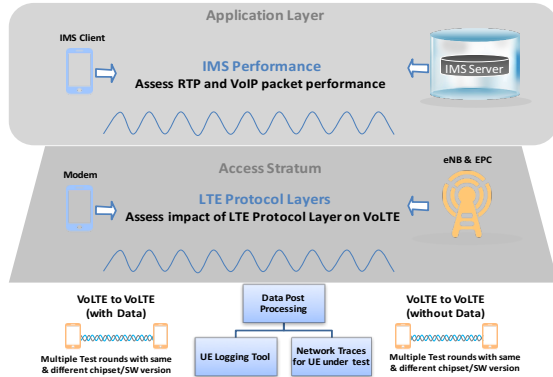 Application Layer
IMS Client
IMS Performance
Assess RTP and VoIP packet performance
IMS Server
Access Stratum
Modem
eNB & EPC
LTE Protocol Layers
Assess impact of LTE Protocol Layer on VoLTE
VoLTE to VoLTE
(with Data)
Multiple Test rounds with same
& different chipset/SW version
Data Post
Processing
UE Logging Tool
Network Traces
for UE under test
VoLTE to VoLTE
(without Data)
Multiple Test rounds with same
& different chipset/SW version